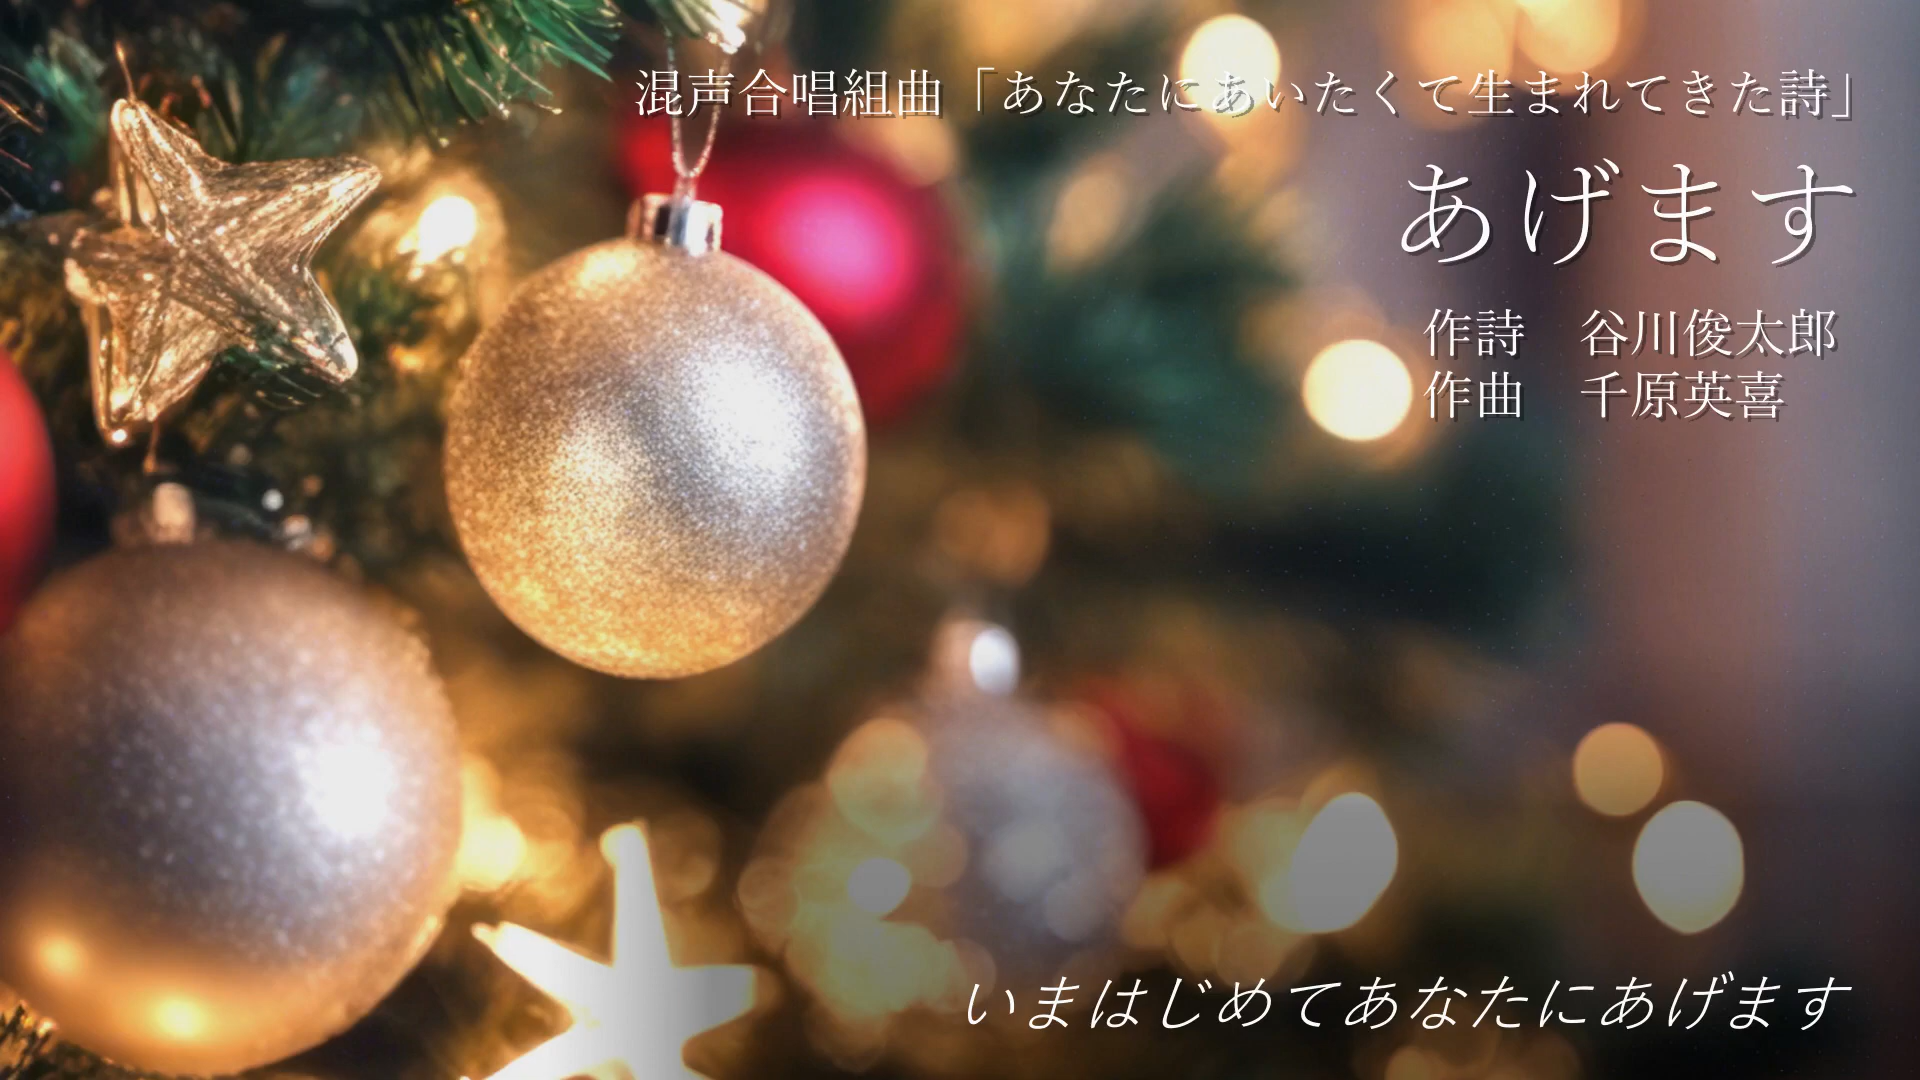 混声合唱組曲「あなたにあいたくて生まれてきた詩」
あげます
作詩　谷川俊太郎
作曲　千原英喜
いまはじめてあなたにあげます